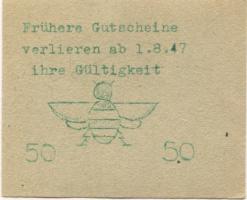 Frühere Gutscheine
verlieren ab 1.8.47
ihre Gültigkeit
50 50